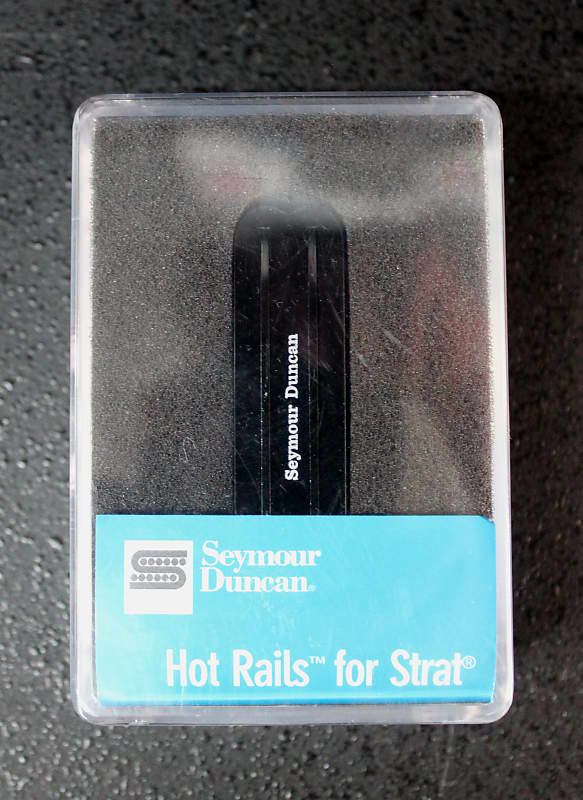 Seymour Duncan
Seymour
Duncan®
Hot Rails™ for Strat®